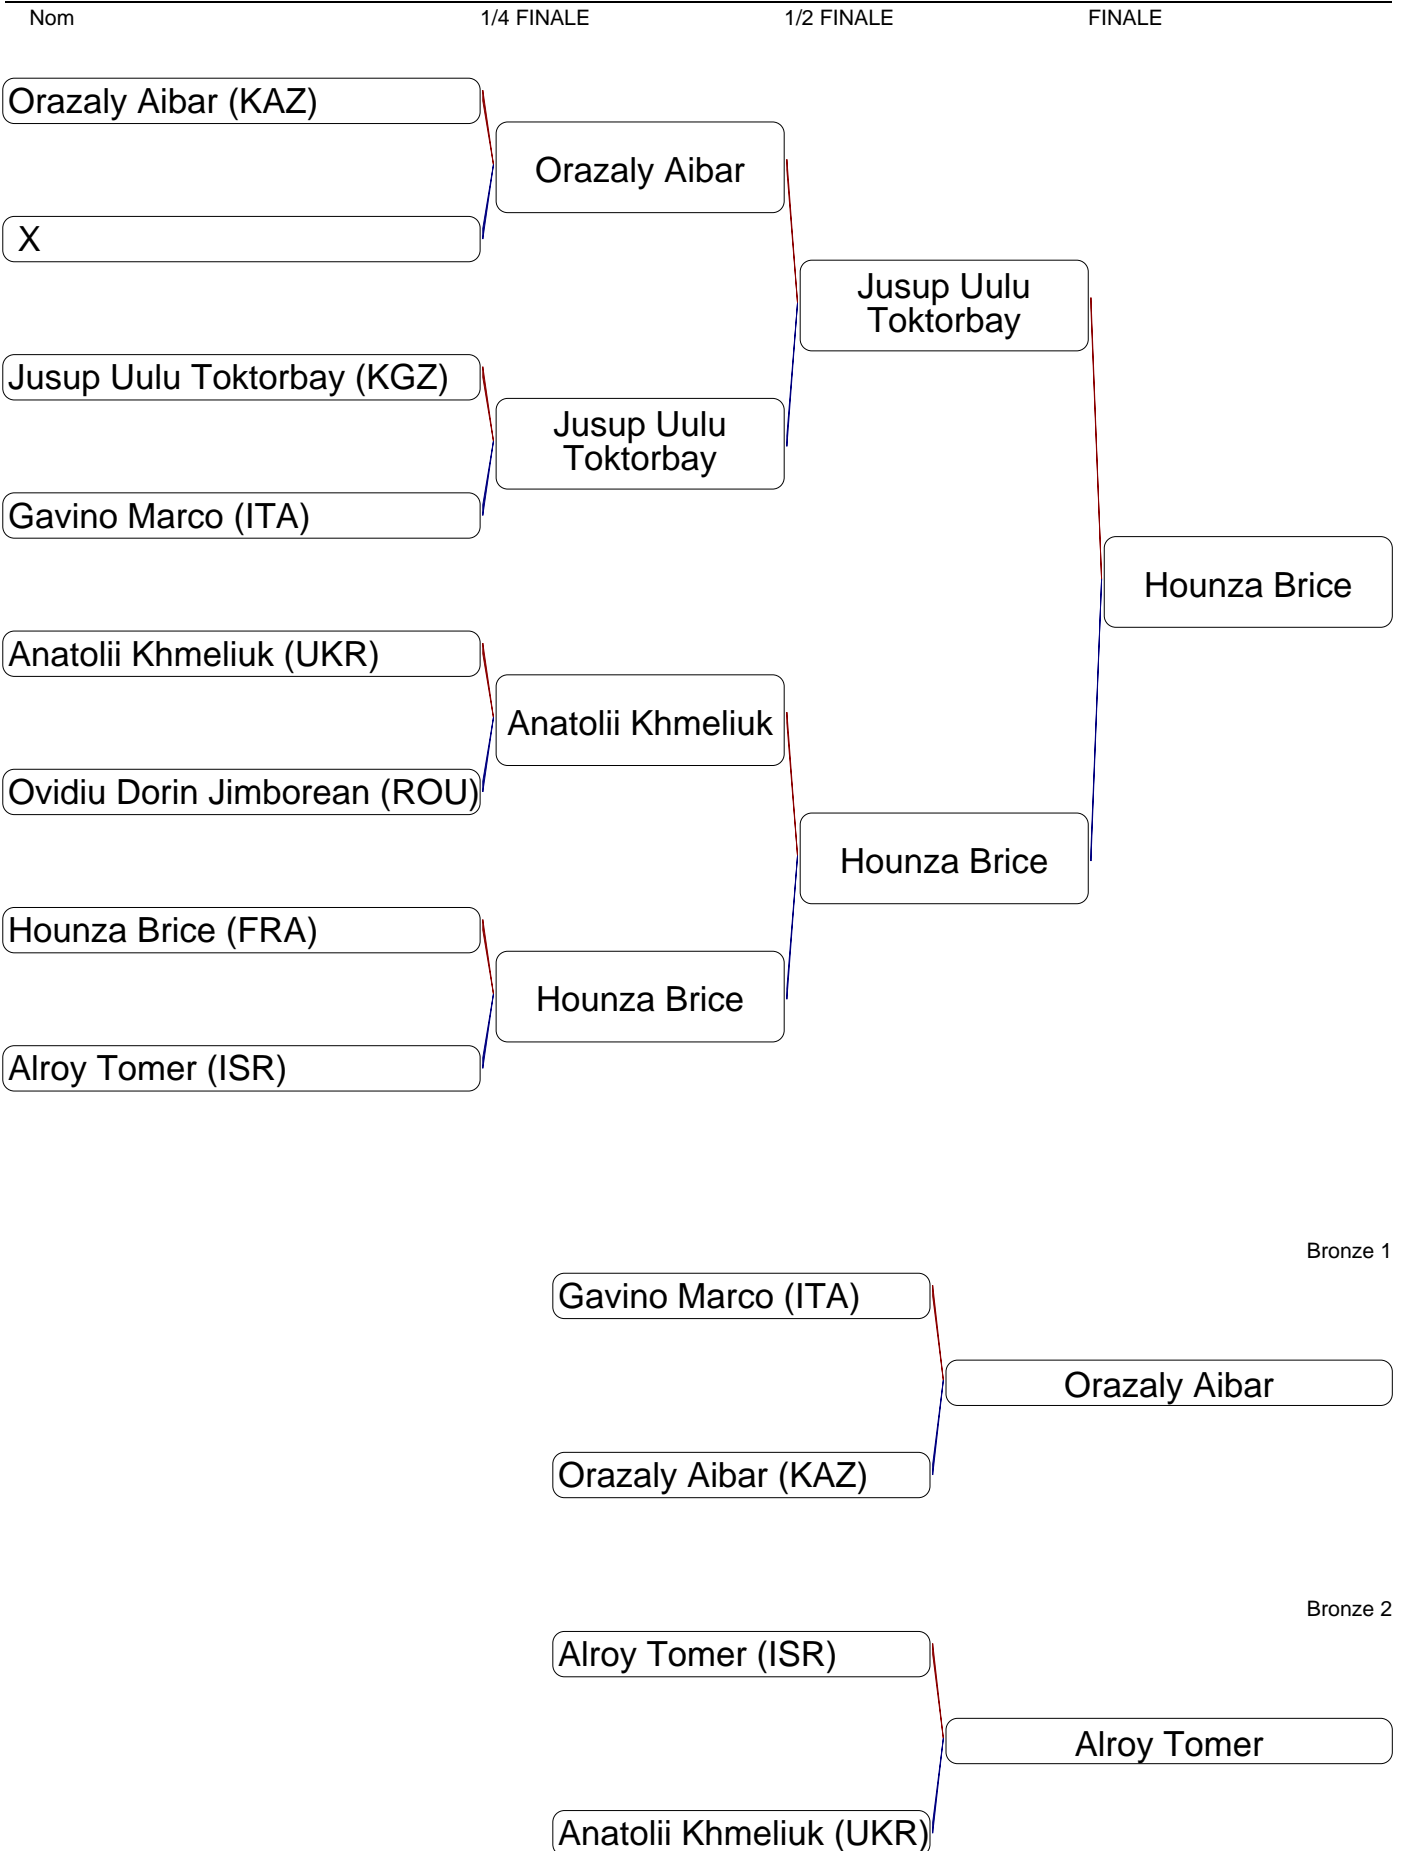 Nom 1/4 FINALE 1/2 FINALE FINALE
Orazaly Aibar (KAZ)
Orazaly Aibar
X
Jusup Uulu
Toktorbay
Jusup Uulu Toktorbay (KGZ)
Jusup Uulu
Toktorbay
Gavino Marco (ITA)
Hounza Brice
Anatolii Khmeliuk (UKR)
Anatolii Khmeliuk
Ovidiu Dorin Jimborean (ROU)
Hounza Brice
Hounza Brice (FRA)
Hounza Brice
Alroy Tomer (ISR)
Bronze 1
Gavino Marco (ITA)
Orazaly Aibar
Orazaly Aibar (KAZ)
Bronze 2
Alroy Tomer (ISR)
Alroy Tomer
Anatolii Khmeliuk (UKR)